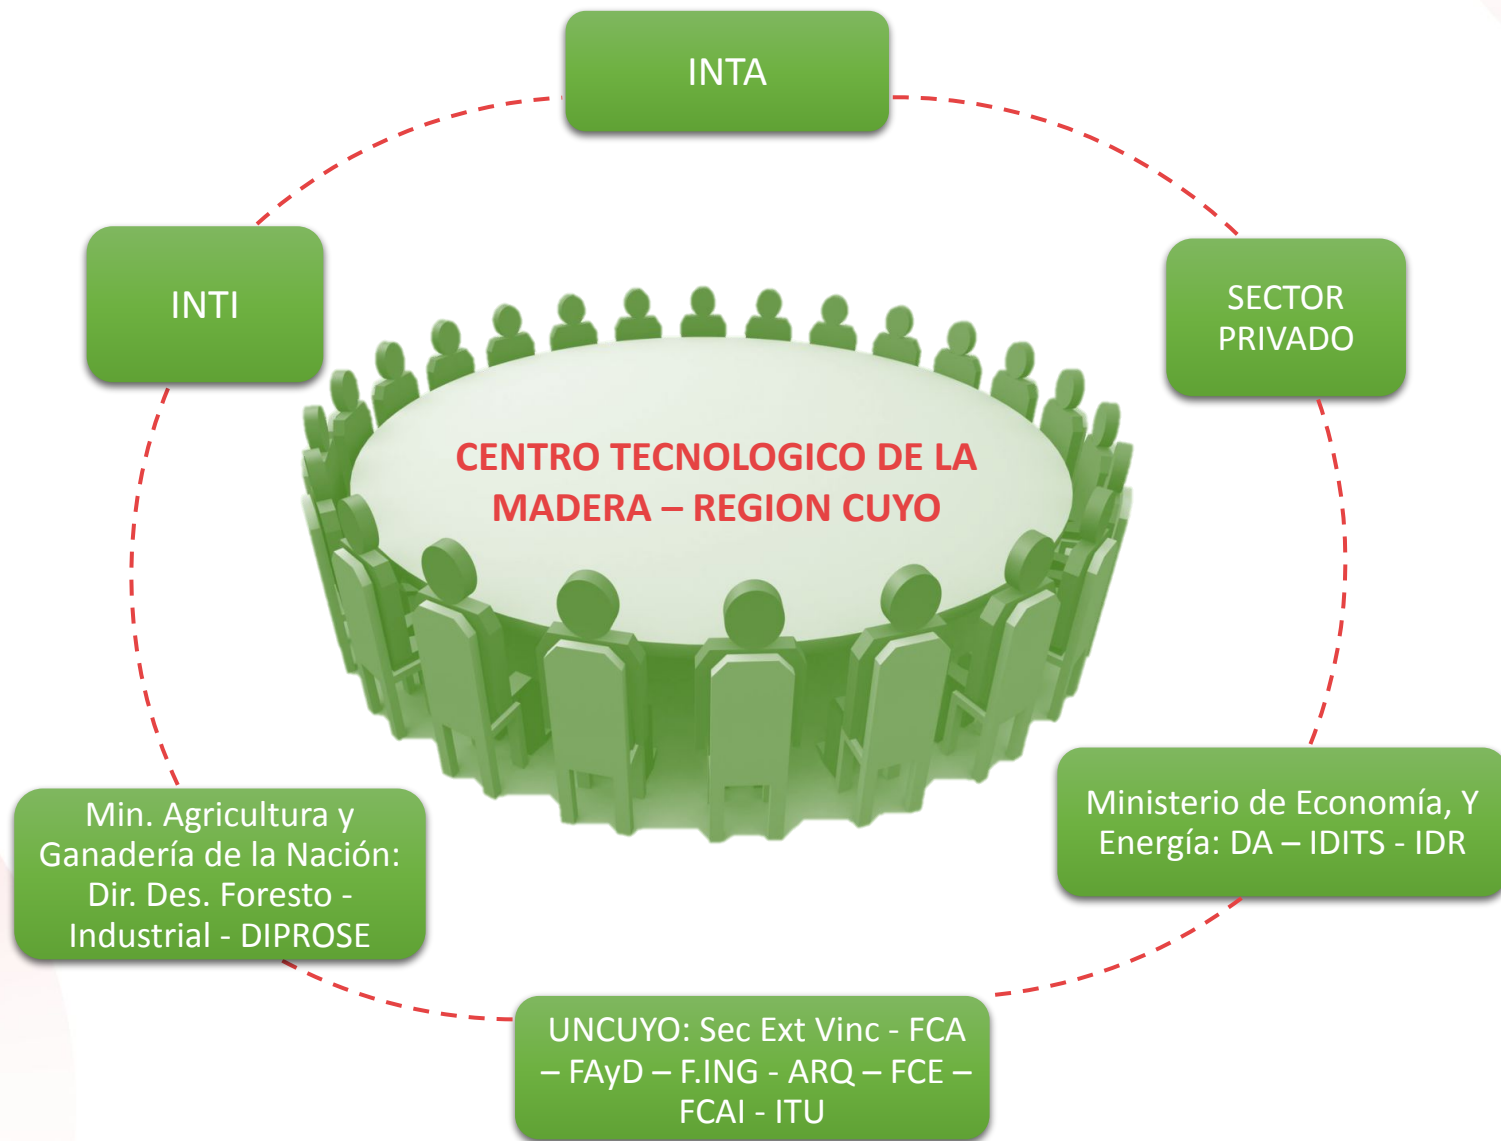 INTA
INTI
SECTOR
PRIVADO
CENTRO TECNOLOGICO DE LA
MADERA – REGION CUYO
Min. Agricultura y
Ganadería de la Nación:
Dir. Des. Foresto -
Industrial - DIPROSE
Ministerio de Economía, Y
Energía: DA – IDITS - IDR
UNCUYO: Sec Ext Vinc - FCA
– FAyD – F.ING - ARQ – FCE –
FCAI - ITU